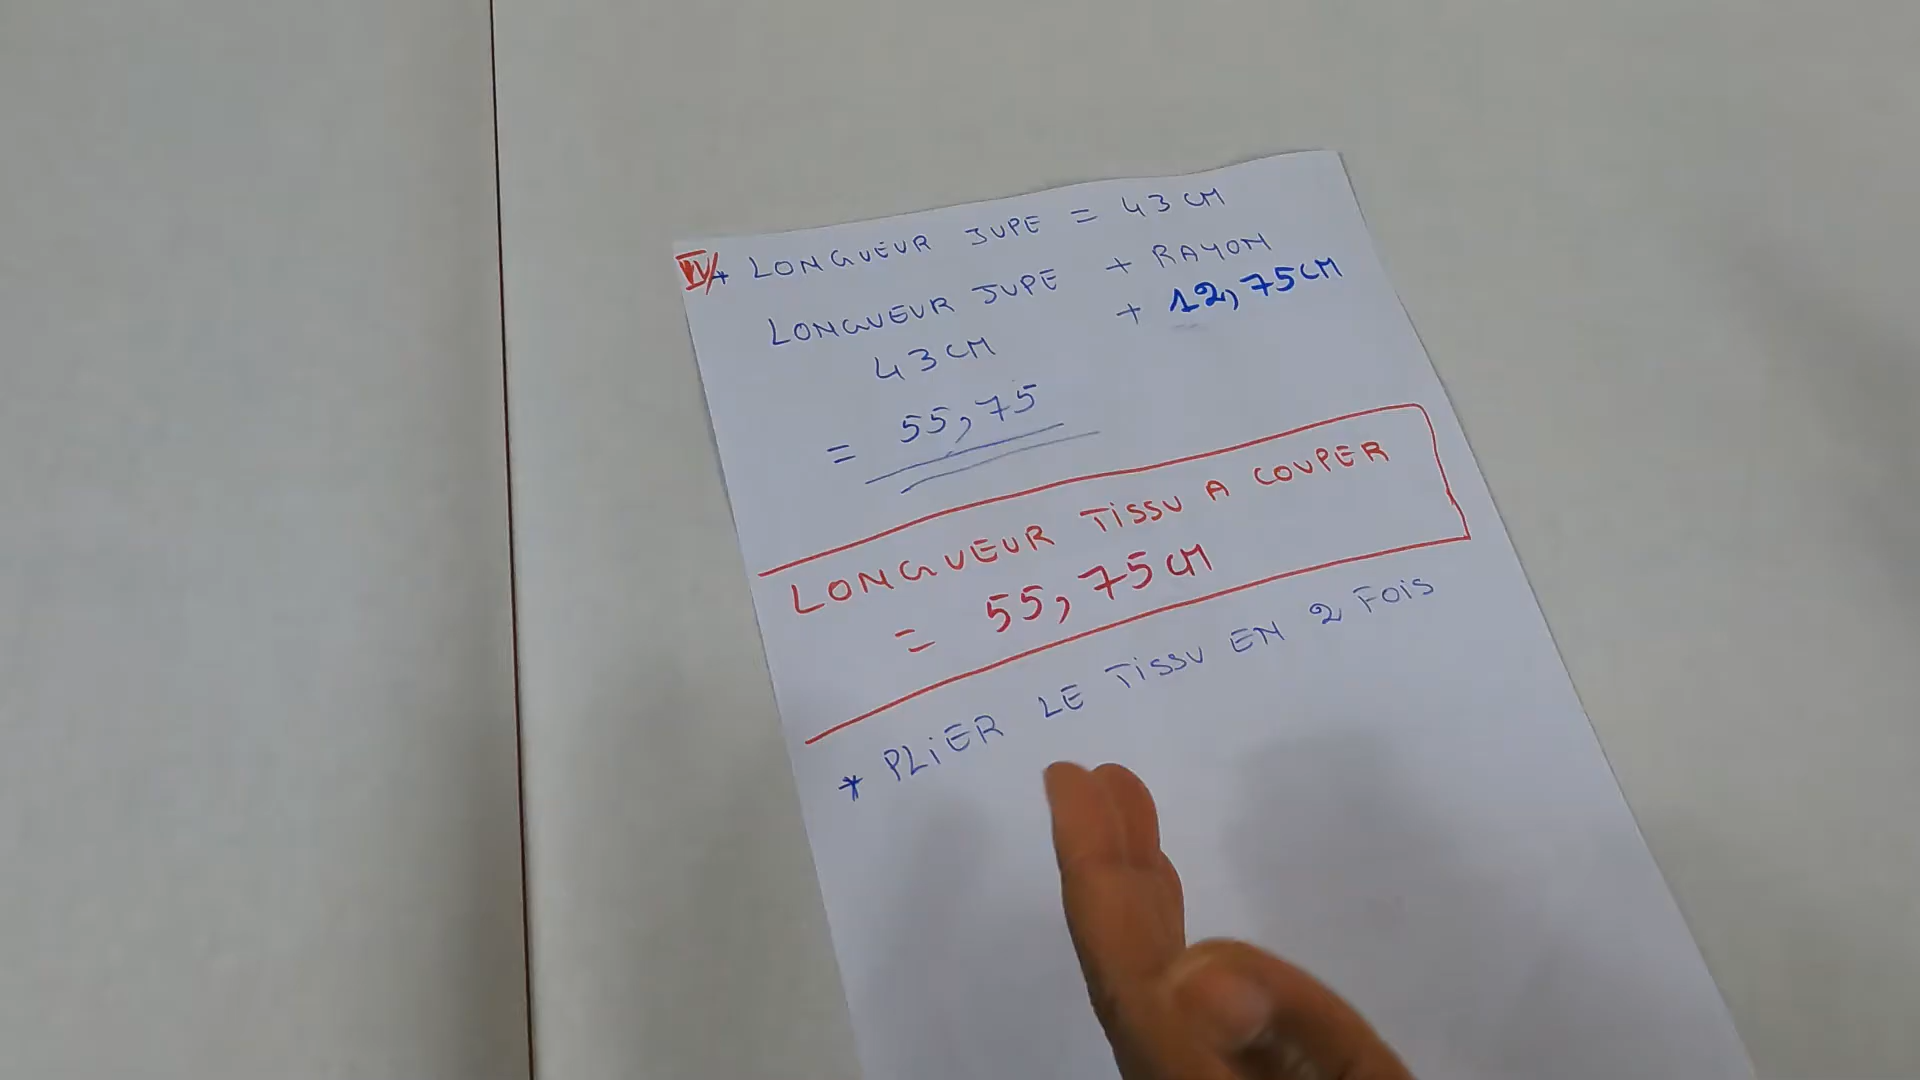 IV/* LONGUEUR JUPE = 43 CM
LONGUEUR JUPE + RAYON
43 CM + 12,75 CM
= 55,75
LONGUEUR TISSU A COUPER
= 55,75 CM
* PLIER LE TISSU EN 2 FOIS